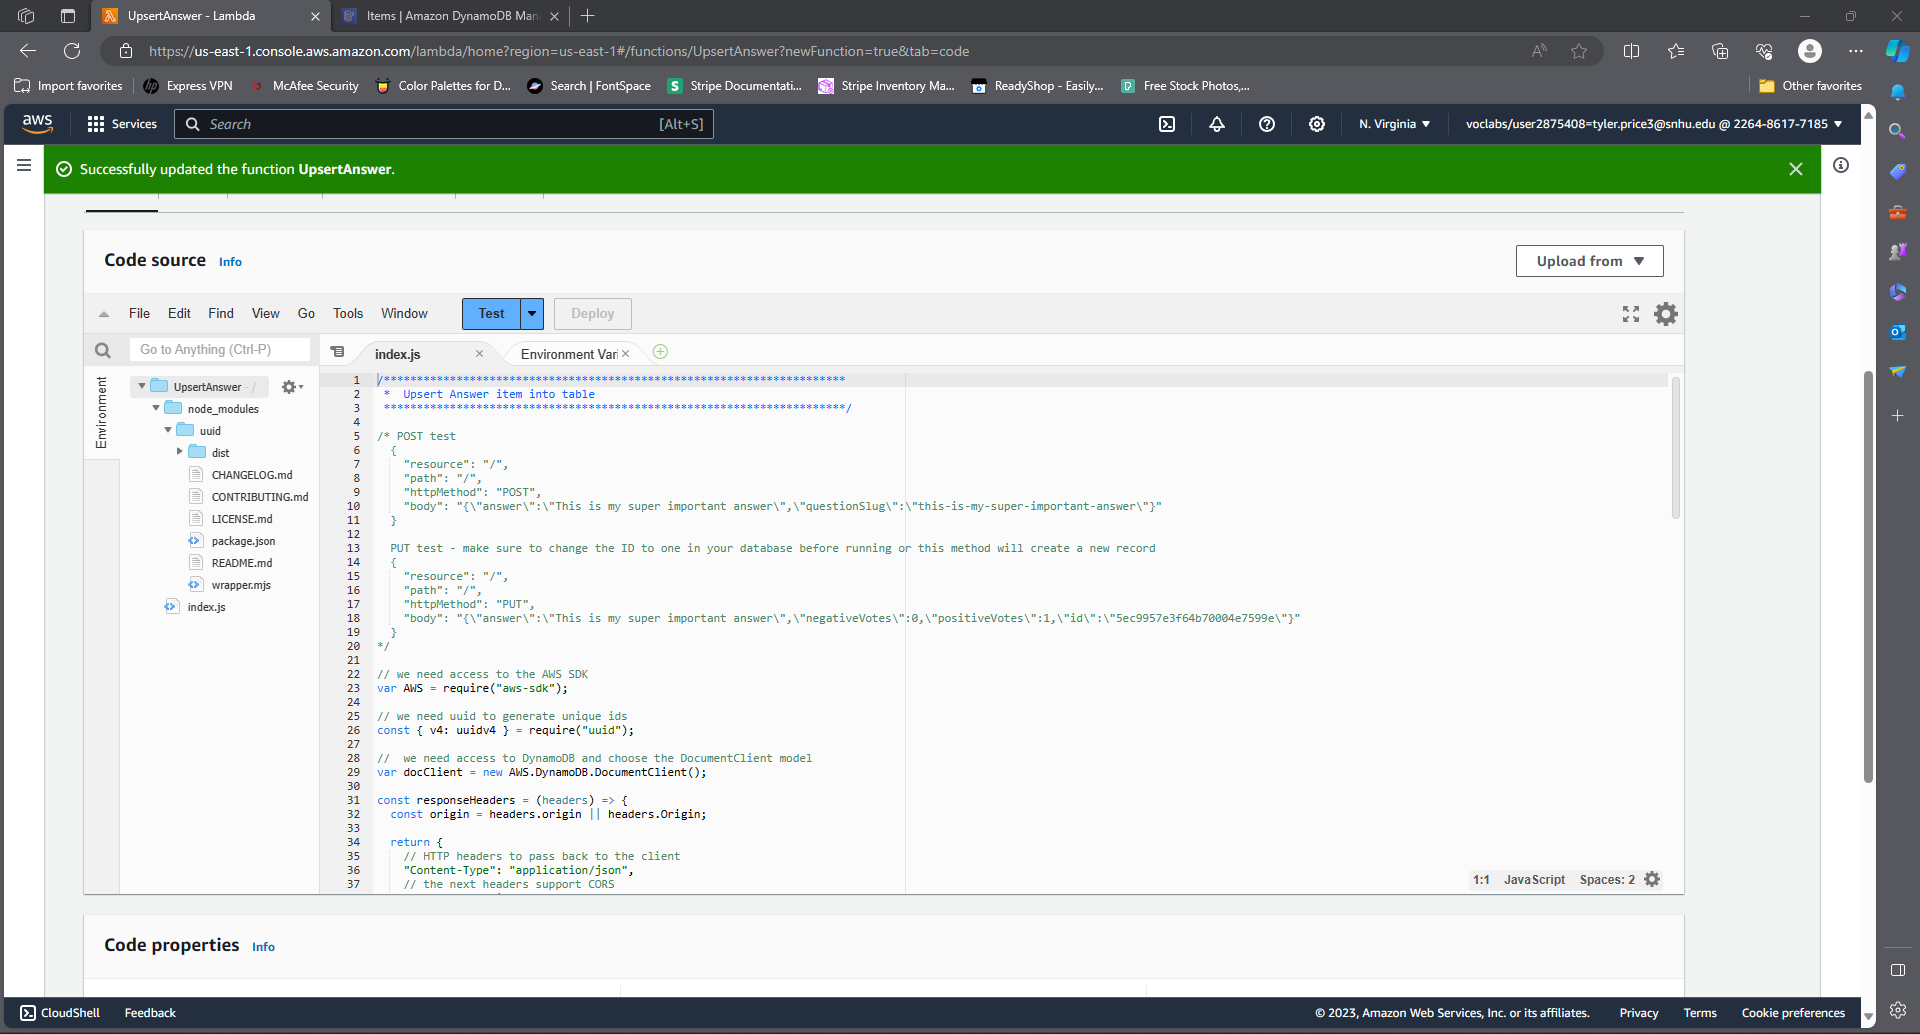 UpsertAnswer - Lambda
Items | Amazon DynamoDB Man
https://us-east-1.console.aws.amazon.com/lambda/home?region=us-east-1#/functions/UpsertAnswer?newFunction=true&tab=code
Import favorites
Express VPN
McAfee Security
Color Palettes for D...
Search | FontSpace
Stripe Documentati...
Stripe Inventory Ma...
ReadyShop - Easily...
Free Stock Photos,...
Other favorites
aws
Services
Search
[Alt+S]
N. Virginia
voclabs/user2875408=tyler.price3@snhu.edu @ 2264-8617-7185
Successfully updated the function UpsertAnswer.
Code source
Info
Upload from
File
Edit
Find
View
Go
Tools
Window
Test
Deploy
Go to Anything (Ctrl-P)
index.js
Environment Vari
Environment
UpsertAnswer - /
node_modules
uuid
dist
CHANGELOG.md
CONTRIBUTING.md
LICENSE.md
package.json
README.md
wrapper.mjs
index.js
1 /**********************************************************************
2 * Upsert Answer item into table
3 **********************************************************************/
4
5 /* POST test
6 {
7 "resource": "/",
8 "path": "/",
9 "httpMethod": "POST",
10 "body": "{\"answer\":\"This is my super important answer\",\"questionSlug\":\"this-is-my-super-important-answer\"}"
11 }
12
13 PUT test - make sure to change the ID to one in your database before running or this method will create a new record
14 {
15 "resource": "/",
16 "path": "/",
17 "httpMethod": "PUT",
18 "body": "{\"answer\":\"This is my super important answer\",\"negativeVotes\":0,\"positiveVotes\":1,\"id\":\"5ec9957e3f64b70004e7599e\"}"
19 }
20 */
21
22 // we need access to the AWS SDK
23 var AWS = require("aws-sdk");
24
25 // we need uuid to generate unique ids
26 const { v4: uuidv4 } = require("uuid");
27
28 // we need access to DynamoDB and choose the DocumentClient model
29 var docClient = new AWS.DynamoDB.DocumentClient();
30
31 const responseHeaders = (headers) => {
32 const origin = headers.origin || headers.Origin;
33
34 return {
35 // HTTP headers to pass back to the client
36 "Content-Type": "application/json",
37 // the next headers support CORS
1:1
JavaScript
Spaces: 2
Code properties
Info
CloudShell
Feedback
© 2023, Amazon Web Services, Inc. or its affiliates.
Privacy
Terms
Cookie preferences